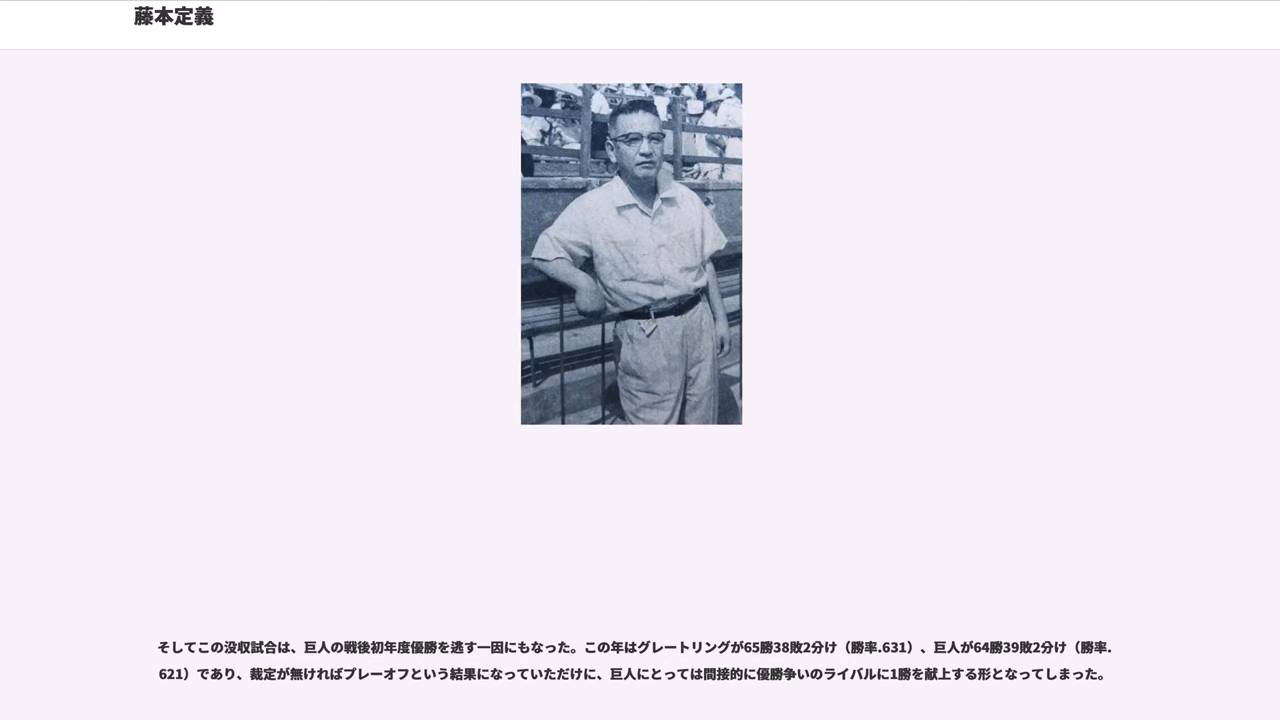 藤本定義
そしてこの没収試合は、巨人の戦後初年度優勝を逃す一因にもなった。この年はグレートリングが65勝38敗2分け（勝率.631）、巨人が64勝39敗2分け（勝率.
621）であり、裁定が無ければプレーオフという結果になっていただけに、巨人にとっては間接的に優勝争いのライバルに1勝を献上する形となってしまった。